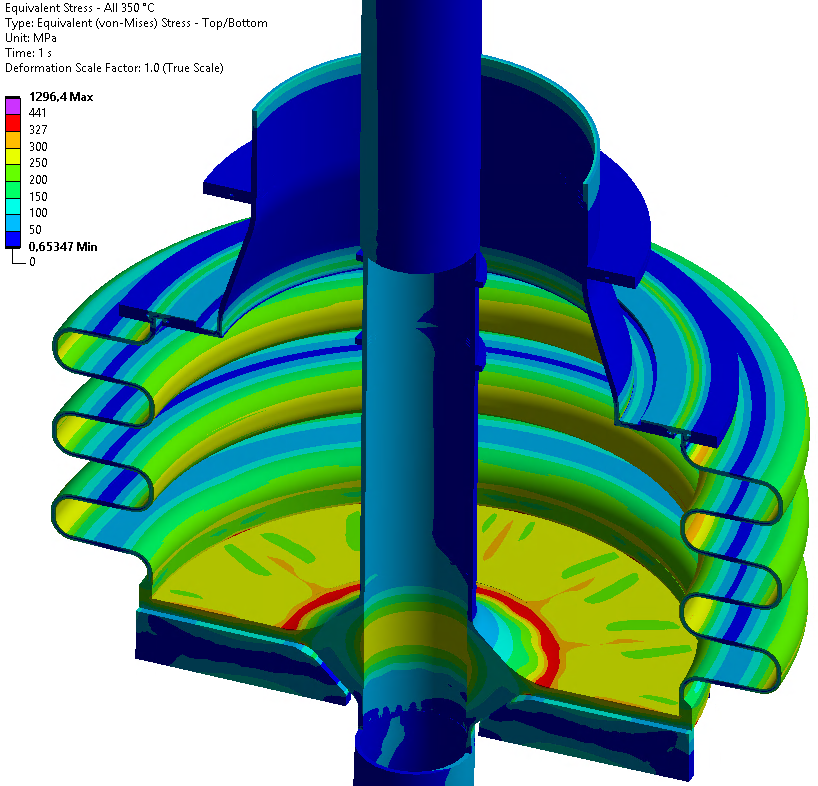 Equivalent Stress - All 350 °C
Type: Equivalent (von-Mises) Stress - Top/Bottom
Unit: MPa
Time: 1 s
Deformation Scale Factor: 1.0 (True Scale)
1296,4 Max
441
327
300
250
200
150
100
50
0,65347 Min
0